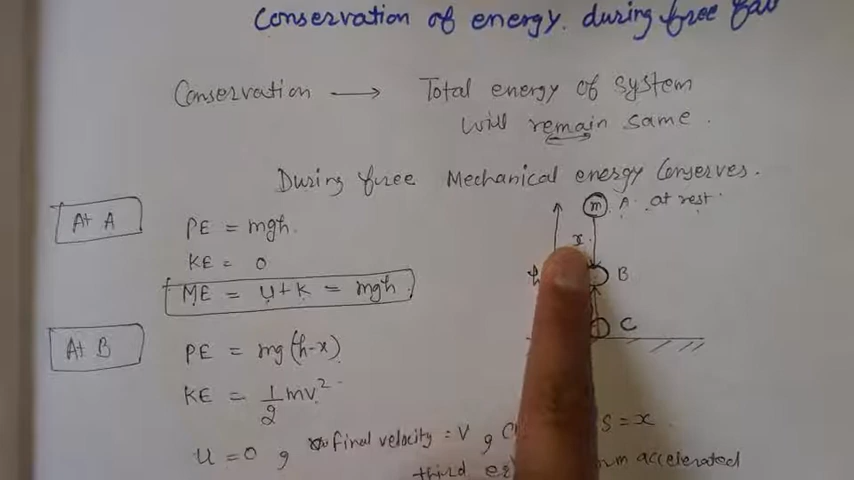 Conservation of energy. during free fall
Conservation → Total energy of system
will remain same.
During free Mechanical energy Conserves.
At A
PE = mgh.
KE = 0
ME = U+K = mgh.
m A. at rest.
x
B
C
At B
PE = mg(h-x)
KE = 1/2 mv²
u = 0 g final velocity = V g S = x
third accelerated